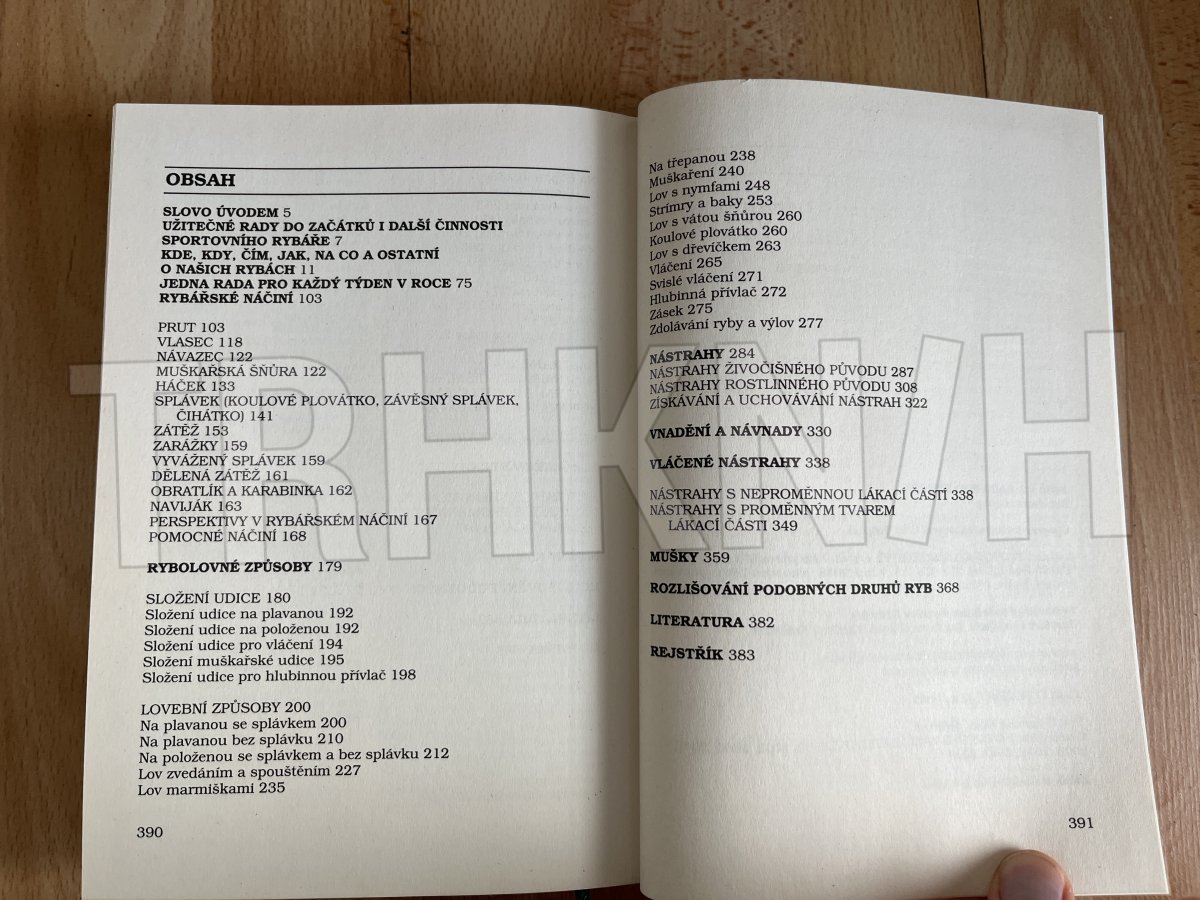 OBSAH
SLOVO ÚVODEM 5
UŽITEČNÉ RADY DO ZAČÁTKŮ I DALŠÍ ČINNOSTI
SPORTOVNÍHO RYBÁŘE 7
KDE, KDY, ČÍM, JAK, NA CO A OSTATNÍ
O NAŠICH RYBÁCH 11
JEDNA RADA PRO KAŽDÝ TÝDEN V ROCE 75
RYBÁŘSKÉ NÁČINÍ 103
PRUT 103
VLASEC 118
NÁVAZEC 122
MUŠKAŘSKÁ ŠŇŮRA 122
HÁČEK 133
SPLÁVEK (KOULOVÉ PLOVÁTKO, ZÁVĚSNÝ SPLÁVEK,
ČIHÁTKO) 141
ZÁTĚŽ 153
ZARÁŽKY 159
VYVÁŽENÝ SPLÁVEK 159
DĚLENÁ ZÁTĚŽ 161
OBRATLÍK A KARABINKA 162
NAVIJÁK 163
PERSPEKTIVY V RYBÁŘSKÉM NÁČINÍ 167
POMOCNÉ NÁČINÍ 168
RYBOLOVNÉ ZPŮSOBY 179
SLOŽENÍ UDICE 180
Složení udice na plavanou 192
Složení udice na položenou 192
Složení udice pro vláčení 194
Složení muškařské udice 195
Složení udice pro hlubinnou přívlač 198
LOVEBNÍ ZPŮSOBY 200
Na plavanou se splávkem 200
Na plavanou bez splávku 210
Na položenou se splávkem a bez splávku 212
Lov zvedáním a spouštěním 227
Lov marmiškami 235
390
Na třepanou 238
Muškaření 240
Lov s nymfami 248
Strímry a baky 253
Lov s vátou šňůrou 260
Koulové plovátko 260
Lov s dřevíčkem 263
Vláčení 265
Svislé vláčení 271
Hlubinná přívlač 272
Zásek 275
Zdolávání ryby a výlov 277
NÁSTRAHY 284
NÁSTRAHY ŽIVOČIŠNÉHO PŮVODU 287
NÁSTRAHY ROSTLINNÉHO PŮVODU 308
ZÍSKÁVÁNÍ A UCHOVÁVÁNÍ NÁSTRAH 322
VNADĚNÍ A NÁVNADY 330
VLÁČENÉ NÁSTRAHY 338
NÁSTRAHY S NEPROMĚNNOU LÁKACÍ ČÁSTÍ 338
NÁSTRAHY S PROMĚNNÝM TVAREM
LÁKACÍ ČÁSTI 349
MUŠKY 359
ROZLIŠOVÁNÍ PODOBNÝCH DRUHŮ RYB 368
LITERATURA 382
REJSTŘÍK 383
391
TRHKNIH